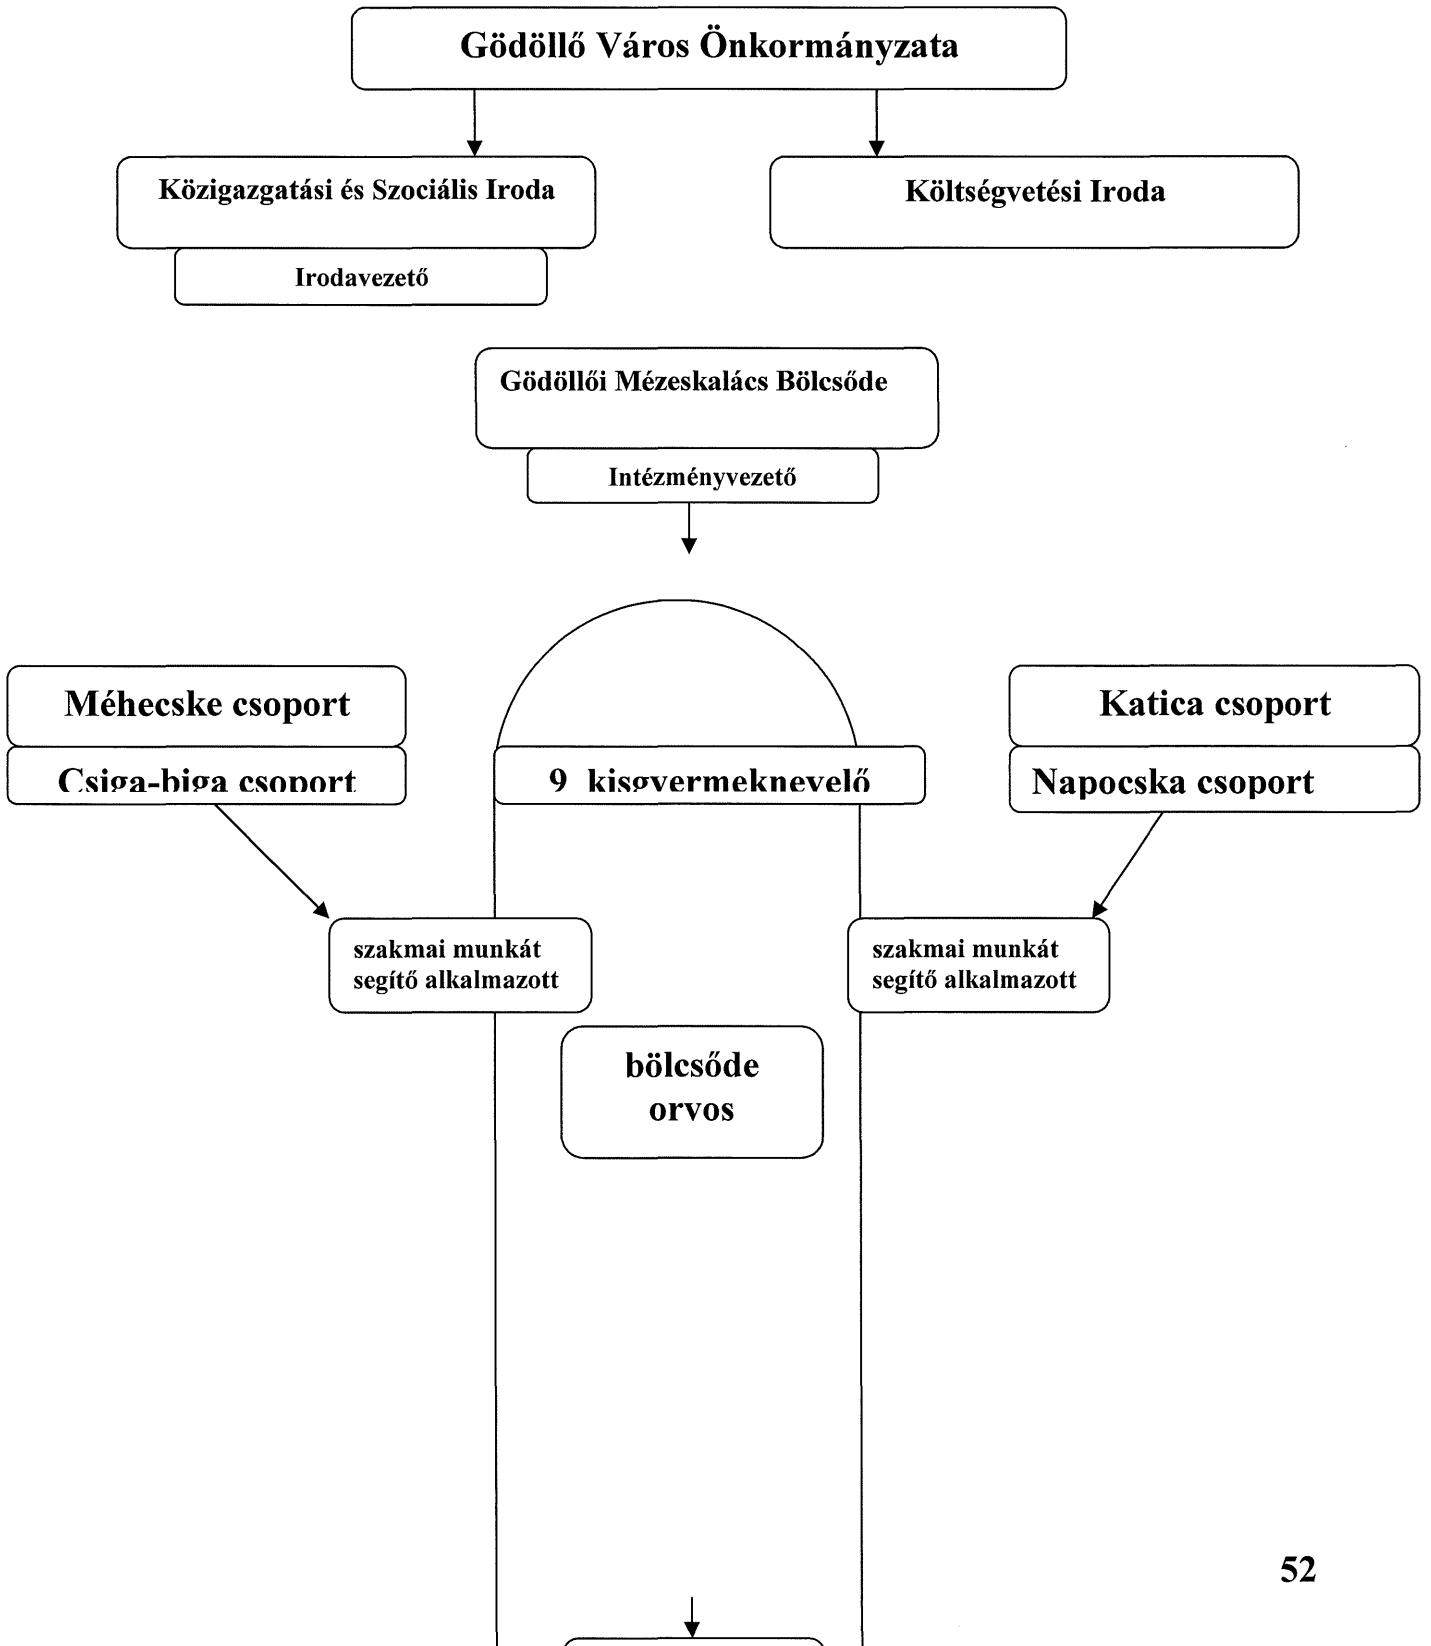 Gödöllő Város Önkormányzata
Közigazgatási és Szociális Iroda
Költségvetési Iroda
Irodavezető
Gödöllői Mézeskalács Bölcsőde
Intézményvezető
Méhecske csoport
Katica csoport
Csiga-biga csoport
9 kisgyermeknevelő
Napocska csoport
szakmai munkát
segítő alkalmazott
szakmai munkát
segítő alkalmazott
bölcsőde
orvos
52